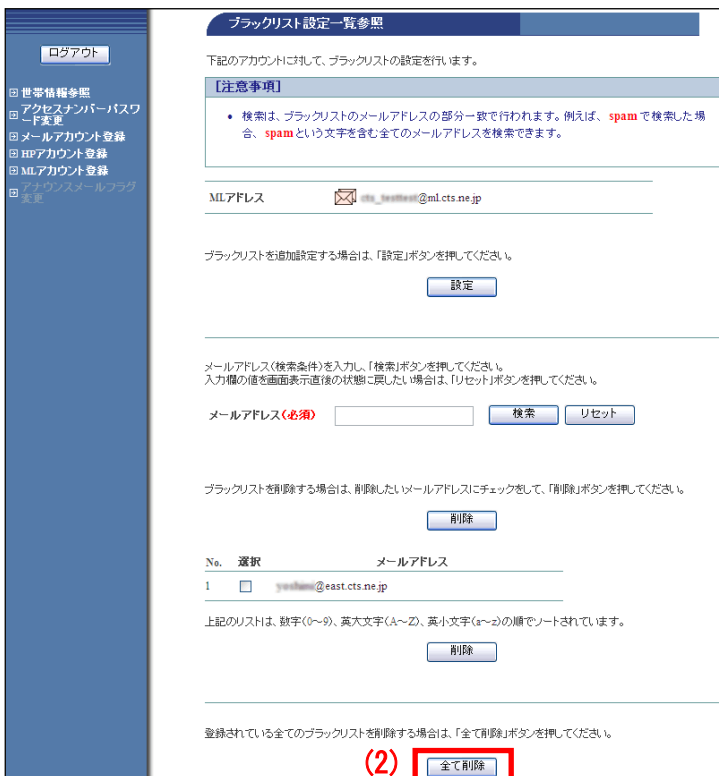 ブラックリスト設定一覧参照
ログアウト
世帯情報参照
アクセスナンバーパスワード変更
メールアカウント登録
HPアカウント登録
MLアカウント登録
アナウンスメールフラグ変更
下記のアカウントに対して、ブラックリストの設定を行います。
[注意事項]
検索は、ブラックリストのメールアドレスの部分一致で行われます。例えば、 spam で検索した場
合、 spam という文字を含む全てのメールアドレスを検索できます。
MLアドレス @ml.cts.ne.jp
ブラックリストを追加設定する場合は、「設定」ボタンを押してください。
設定
メールアドレス(検索条件)を入力し、「検索」ボタンを押してください。
入力欄の値を画面表示直後の状態に戻したい場合は、「リセット」ボタンを押してください。
メールアドレス(必須) 検索 リセット
ブラックリストを削除する場合は、削除したいメールアドレスにチェックをして、「削除」ボタンを押してください。
削除
No. 選択 メールアドレス
1 @east.cts.ne.jp
上記のリストは、数字(0～9)、英大文字(A～Z)、英小文字(a～z)の順でソートされています。
削除
登録されている全てのブラックリストを削除する場合は、「全て削除」ボタンを押してください。
(2) 全て削除